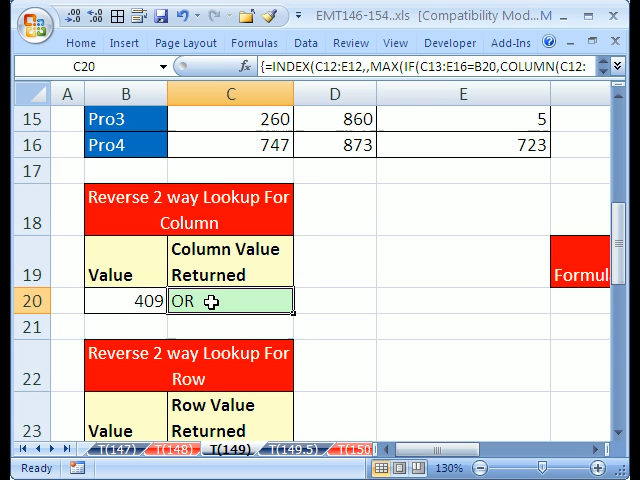 EMT146-154..xls [Compatibility Mod...M
Home Insert Page Layout Formulas Data Review View Developer Add-Ins
C20 fx {=INDEX(C12:E12,,MAX(IF(C13:E16=B20,COLUMN(C12:
A B C D E
15 Pro3 260 860 5
16 Pro4 747 873 723
17
Reverse 2 way Lookup For
18 Column
Column Value
19 Value Returned Formul
20 409 OR
21
Reverse 2 way Lookup For
22 Row
Row Value
23 Value Returned
T(147) T(148) T(149) T(149.5) T(150
Ready 130%